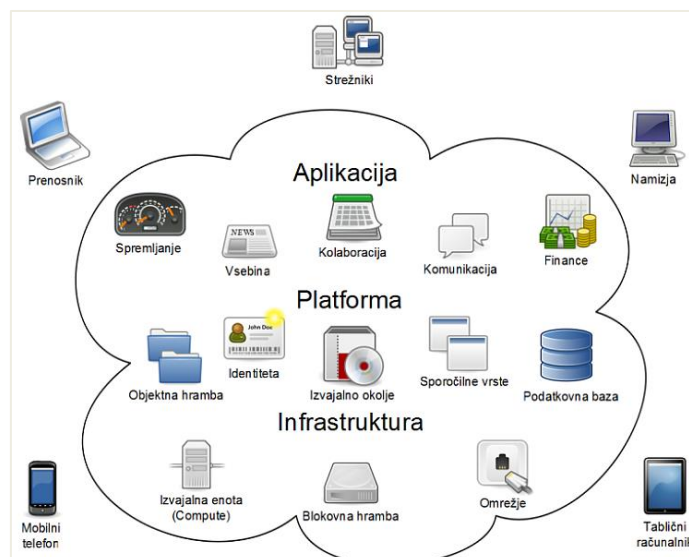 Strežniki
Prenosnik
Namizja
Aplikacija
Spremljanje
NEWS
Vsebina
Kolaboracija
Komunikacija
Finance
Platforma
John Doe
Objektna hramba
Identiteta
Izvajalno okolje
Sporočilne vrste
Podatkovna baza
Infrastruktura
Izvajalna enota
(Compute)
Blokovna hramba
Omrežje
Mobilni
telefon
Tablični
računalnik